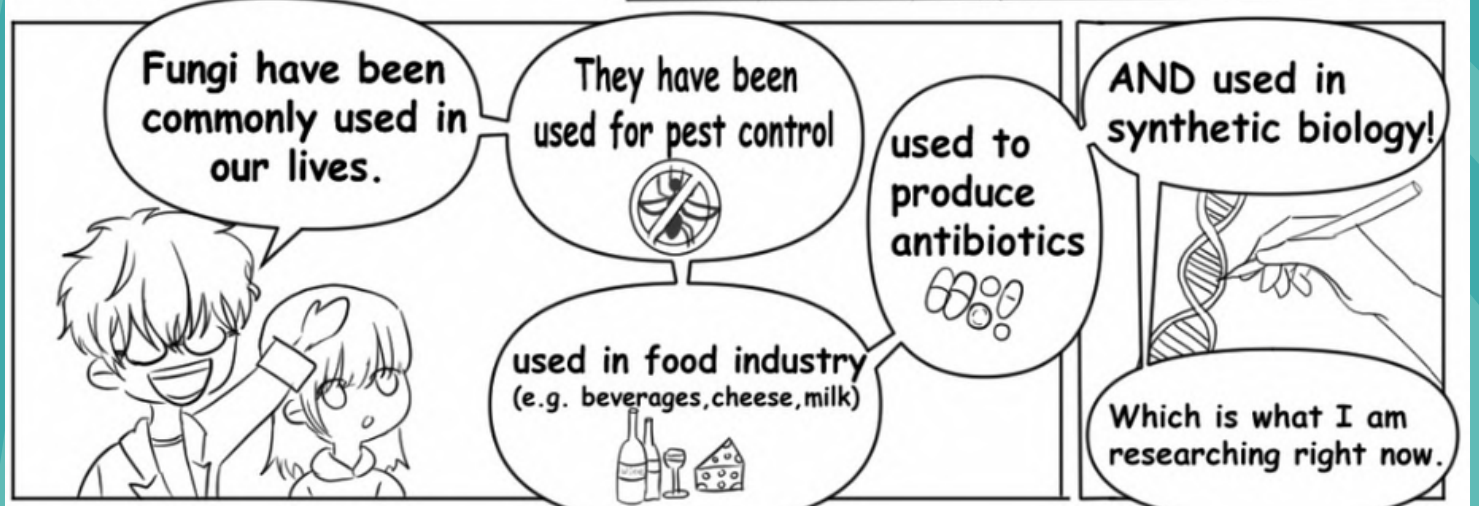 Fungi have been
commonly used in
our lives.
They have been
used for pest control
used in food industry
(e.g. beverages,cheese,milk)
used to
produce
antibiotics
AND used in
synthetic biology!
Which is what I am
researching right now.